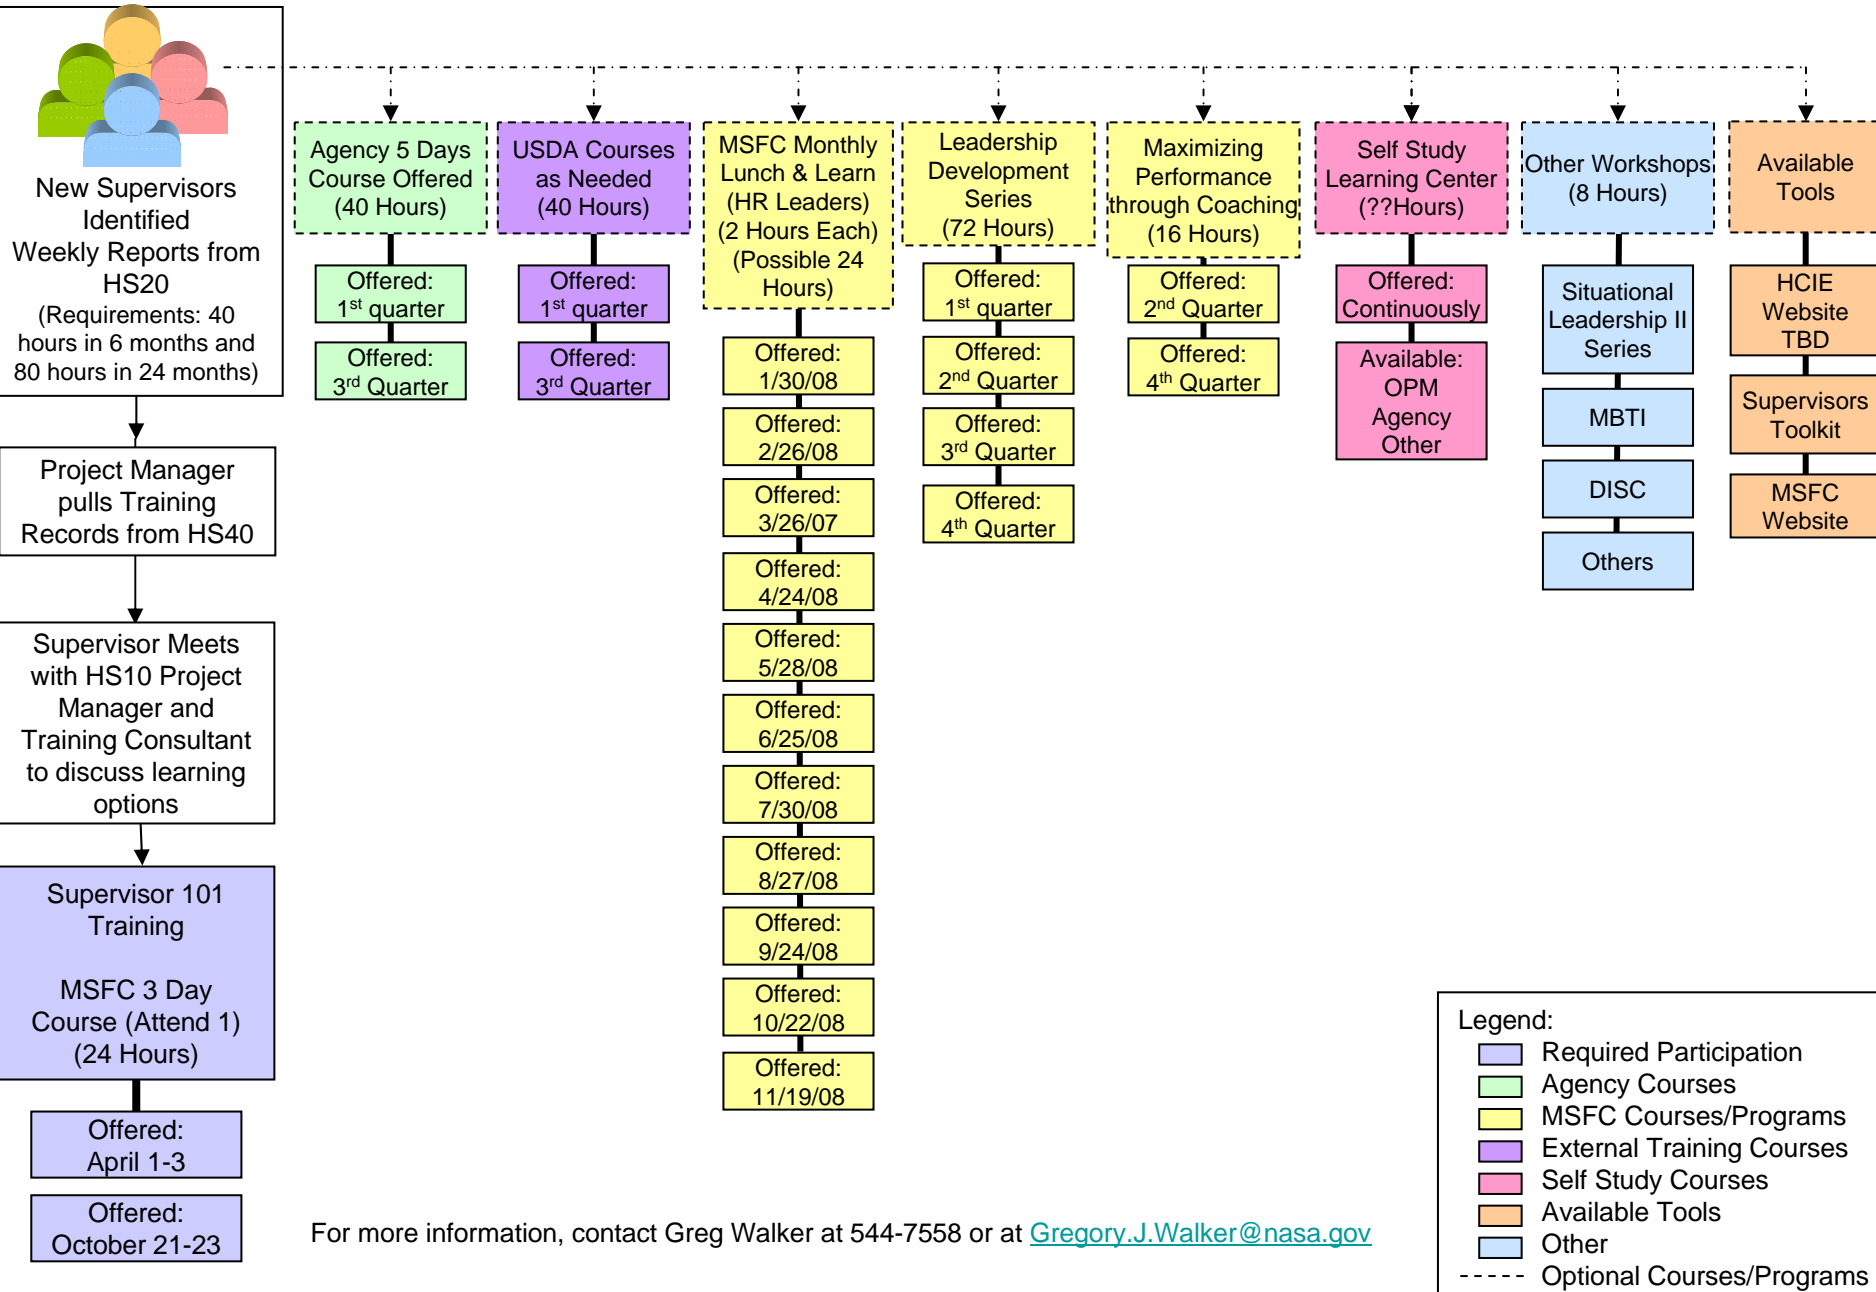 New Supervisors
Identified
Weekly Reports from
HS20
(Requirements: 40
hours in 6 months and
80 hours in 24 months)
Project Manager
pulls Training
Records from HS40
Supervisor Meets
with HS10 Project
Manager and
Training Consultant
to discuss learning
options
Supervisor 101
Training
MSFC 3 Day
Course (Attend 1)
(24 Hours)
Offered:
April 1-3
Offered:
October 21-23
Agency 5 Days
Course Offered
(40 Hours)
Offered:
1st quarter
Offered:
3rd Quarter
USDA Courses
as Needed
(40 Hours)
Offered:
1st quarter
Offered:
3rd Quarter
MSFC Monthly
Lunch & Learn
(HR Leaders)
(2 Hours Each)
(Possible 24
Hours)
Offered:
1/30/08
Offered:
2/26/08
Offered:
3/26/07
Offered:
4/24/08
Offered:
5/28/08
Offered:
6/25/08
Offered:
7/30/08
Offered:
8/27/08
Offered:
9/24/08
Offered:
10/22/08
Offered:
11/19/08
Leadership
Development
Series
(72 Hours)
Offered:
1st quarter
Offered:
2nd Quarter
Offered:
3rd Quarter
Offered:
4th Quarter
Maximizing
Performance
through Coaching
(16 Hours)
Offered:
2nd Quarter
Offered:
4th Quarter
Self Study
Learning Center
(??Hours)
Offered:
Continuously
Available:
OPM
Agency
Other
Other Workshops
(8 Hours)
Situational
Leadership II
Series
MBTI
DISC
Others
Available
Tools
HCIE
Website
TBD
Supervisors
Toolkit
MSFC
Website
For more information, contact Greg Walker at 544-7558 or at Gregory.J.Walker@nasa.gov
Legend:
Required Participation
Agency Courses
MSFC Courses/Programs
External Training Courses
Self Study Courses
Available Tools
Other
Optional Courses/Programs